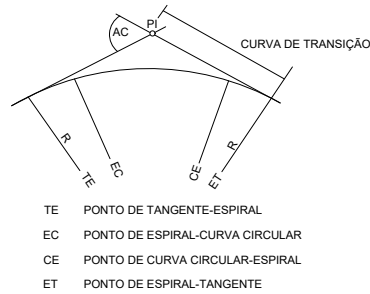 PI
AC
CURVA DE TRANSIÇÃO
R
TE
EC
CE
ET
R
TE PONTO DE TANGENTE-ESPIRAL
EC PONTO DE ESPIRAL-CURVA CIRCULAR
CE PONTO DE CURVA CIRCULAR-ESPIRAL
ET PONTO DE ESPIRAL-TANGENTE